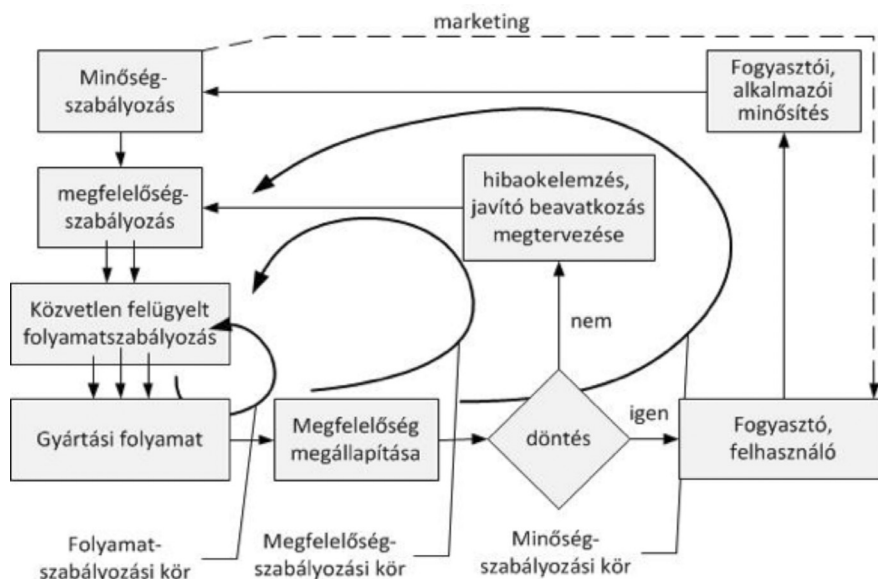 marketing
Minőség-
szabályozás
Fogyasztói,
alkalmazói
minősítés
megfelelőség-
szabályozás
hibaokelemzés,
javító beavatkozás
megtervezése
Közvetlen felügyelt
folyamatszabályozás
nem
igen
Gyártási folyamat
Megfelelőség
megállapítása
döntés
Fogyasztó,
felhasználó
Folyamat-
szabályozási kör
Megfelelőség-
szabályozási kör
Minőség-
szabályozási kör